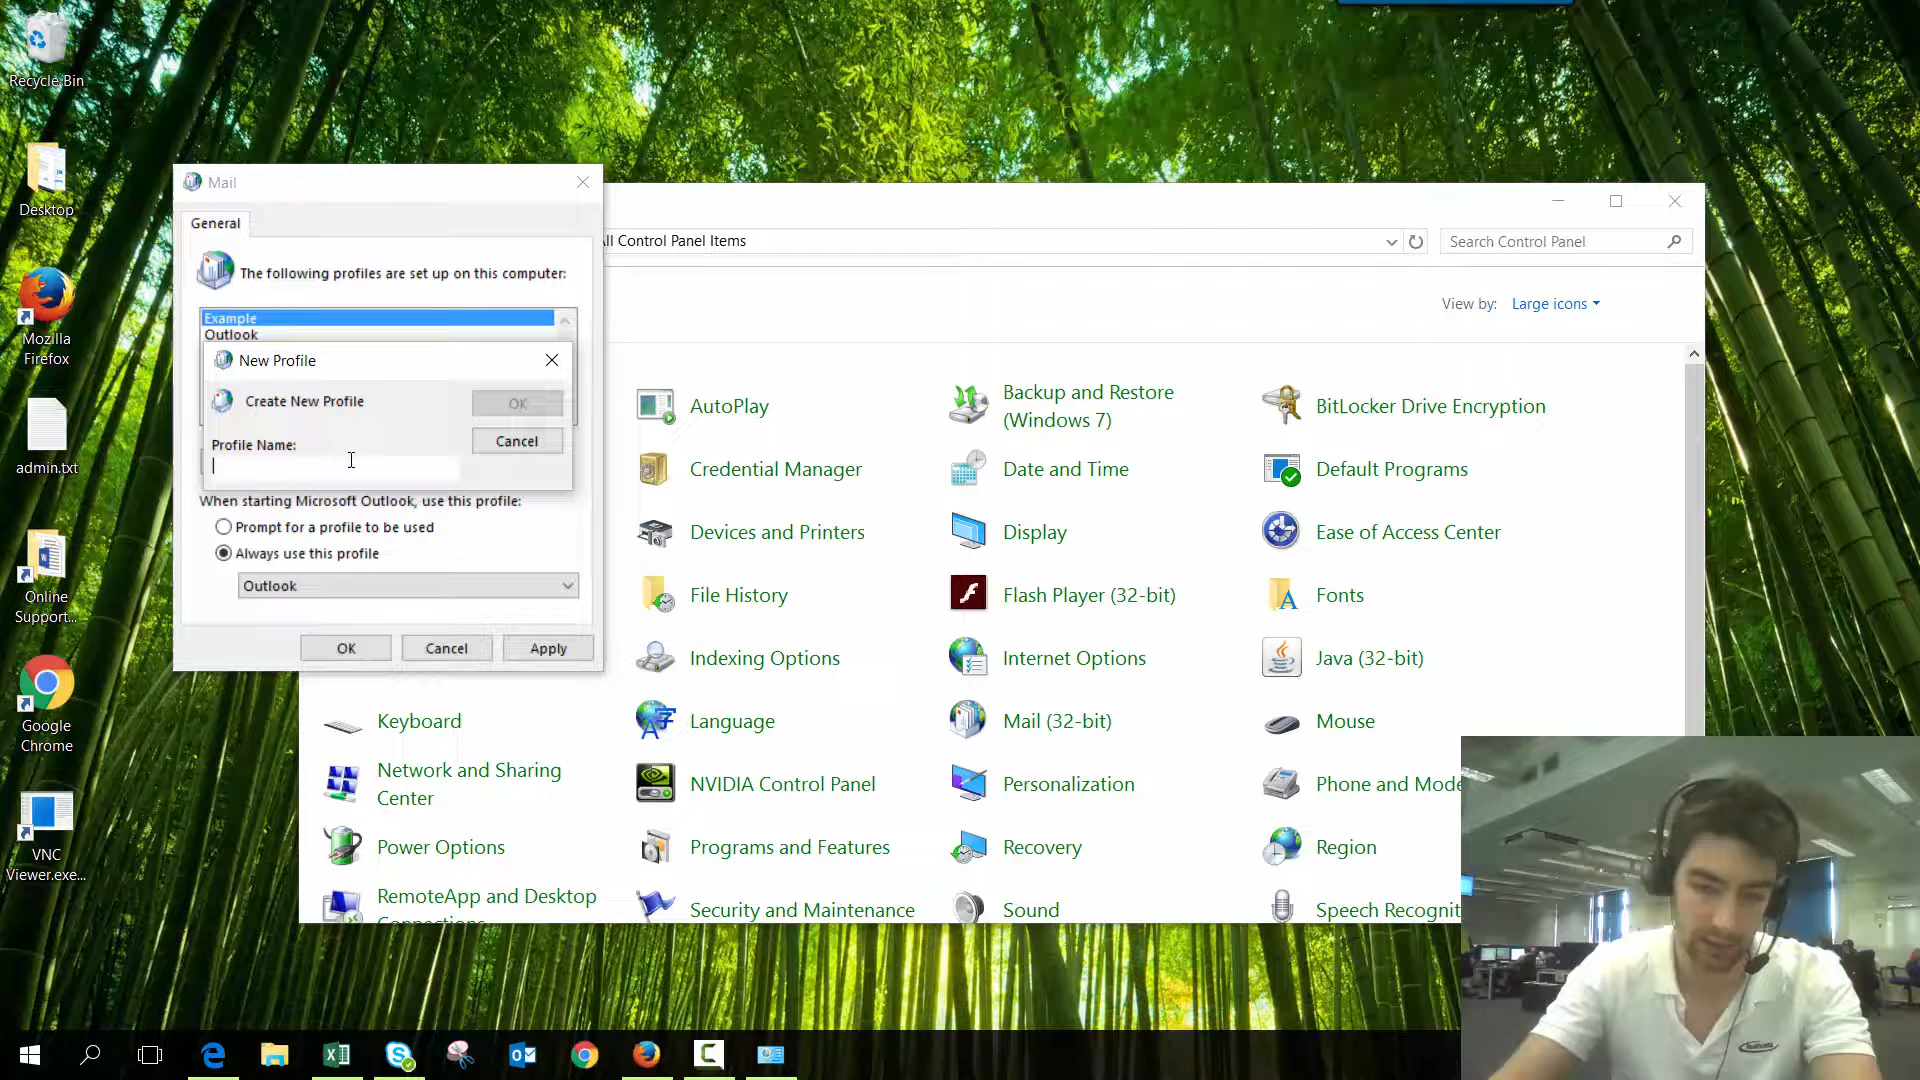 Recycle Bin
Desktop
Mozilla
Firefox
admin.txt
Online
Support...
Google
Chrome
VNC
Viewer.exe...
Mail
General
The following profiles are set up on this computer:
Example
Outlook
New Profile
Create New Profile
OK
Cancel
Profile Name:
When starting Microsoft Outlook, use this profile:
Prompt for a profile to be used
Always use this profile
Outlook
OK
Cancel
Apply
All Control Panel Items
Search Control Panel
View by:
Large icons
AutoPlay
Backup and Restore
(Windows 7)
BitLocker Drive Encryption
Credential Manager
Date and Time
Default Programs
Devices and Printers
Display
Ease of Access Center
File History
Flash Player (32-bit)
Fonts
Indexing Options
Internet Options
Java (32-bit)
Keyboard
Language
Mail (32-bit)
Mouse
Network and Sharing
Center
NVIDIA Control Panel
Personalization
Phone and Mode
Power Options
Programs and Features
Recovery
Region
RemoteApp and Desktop
Connections
Security and Maintenance
Sound
Speech Recognit